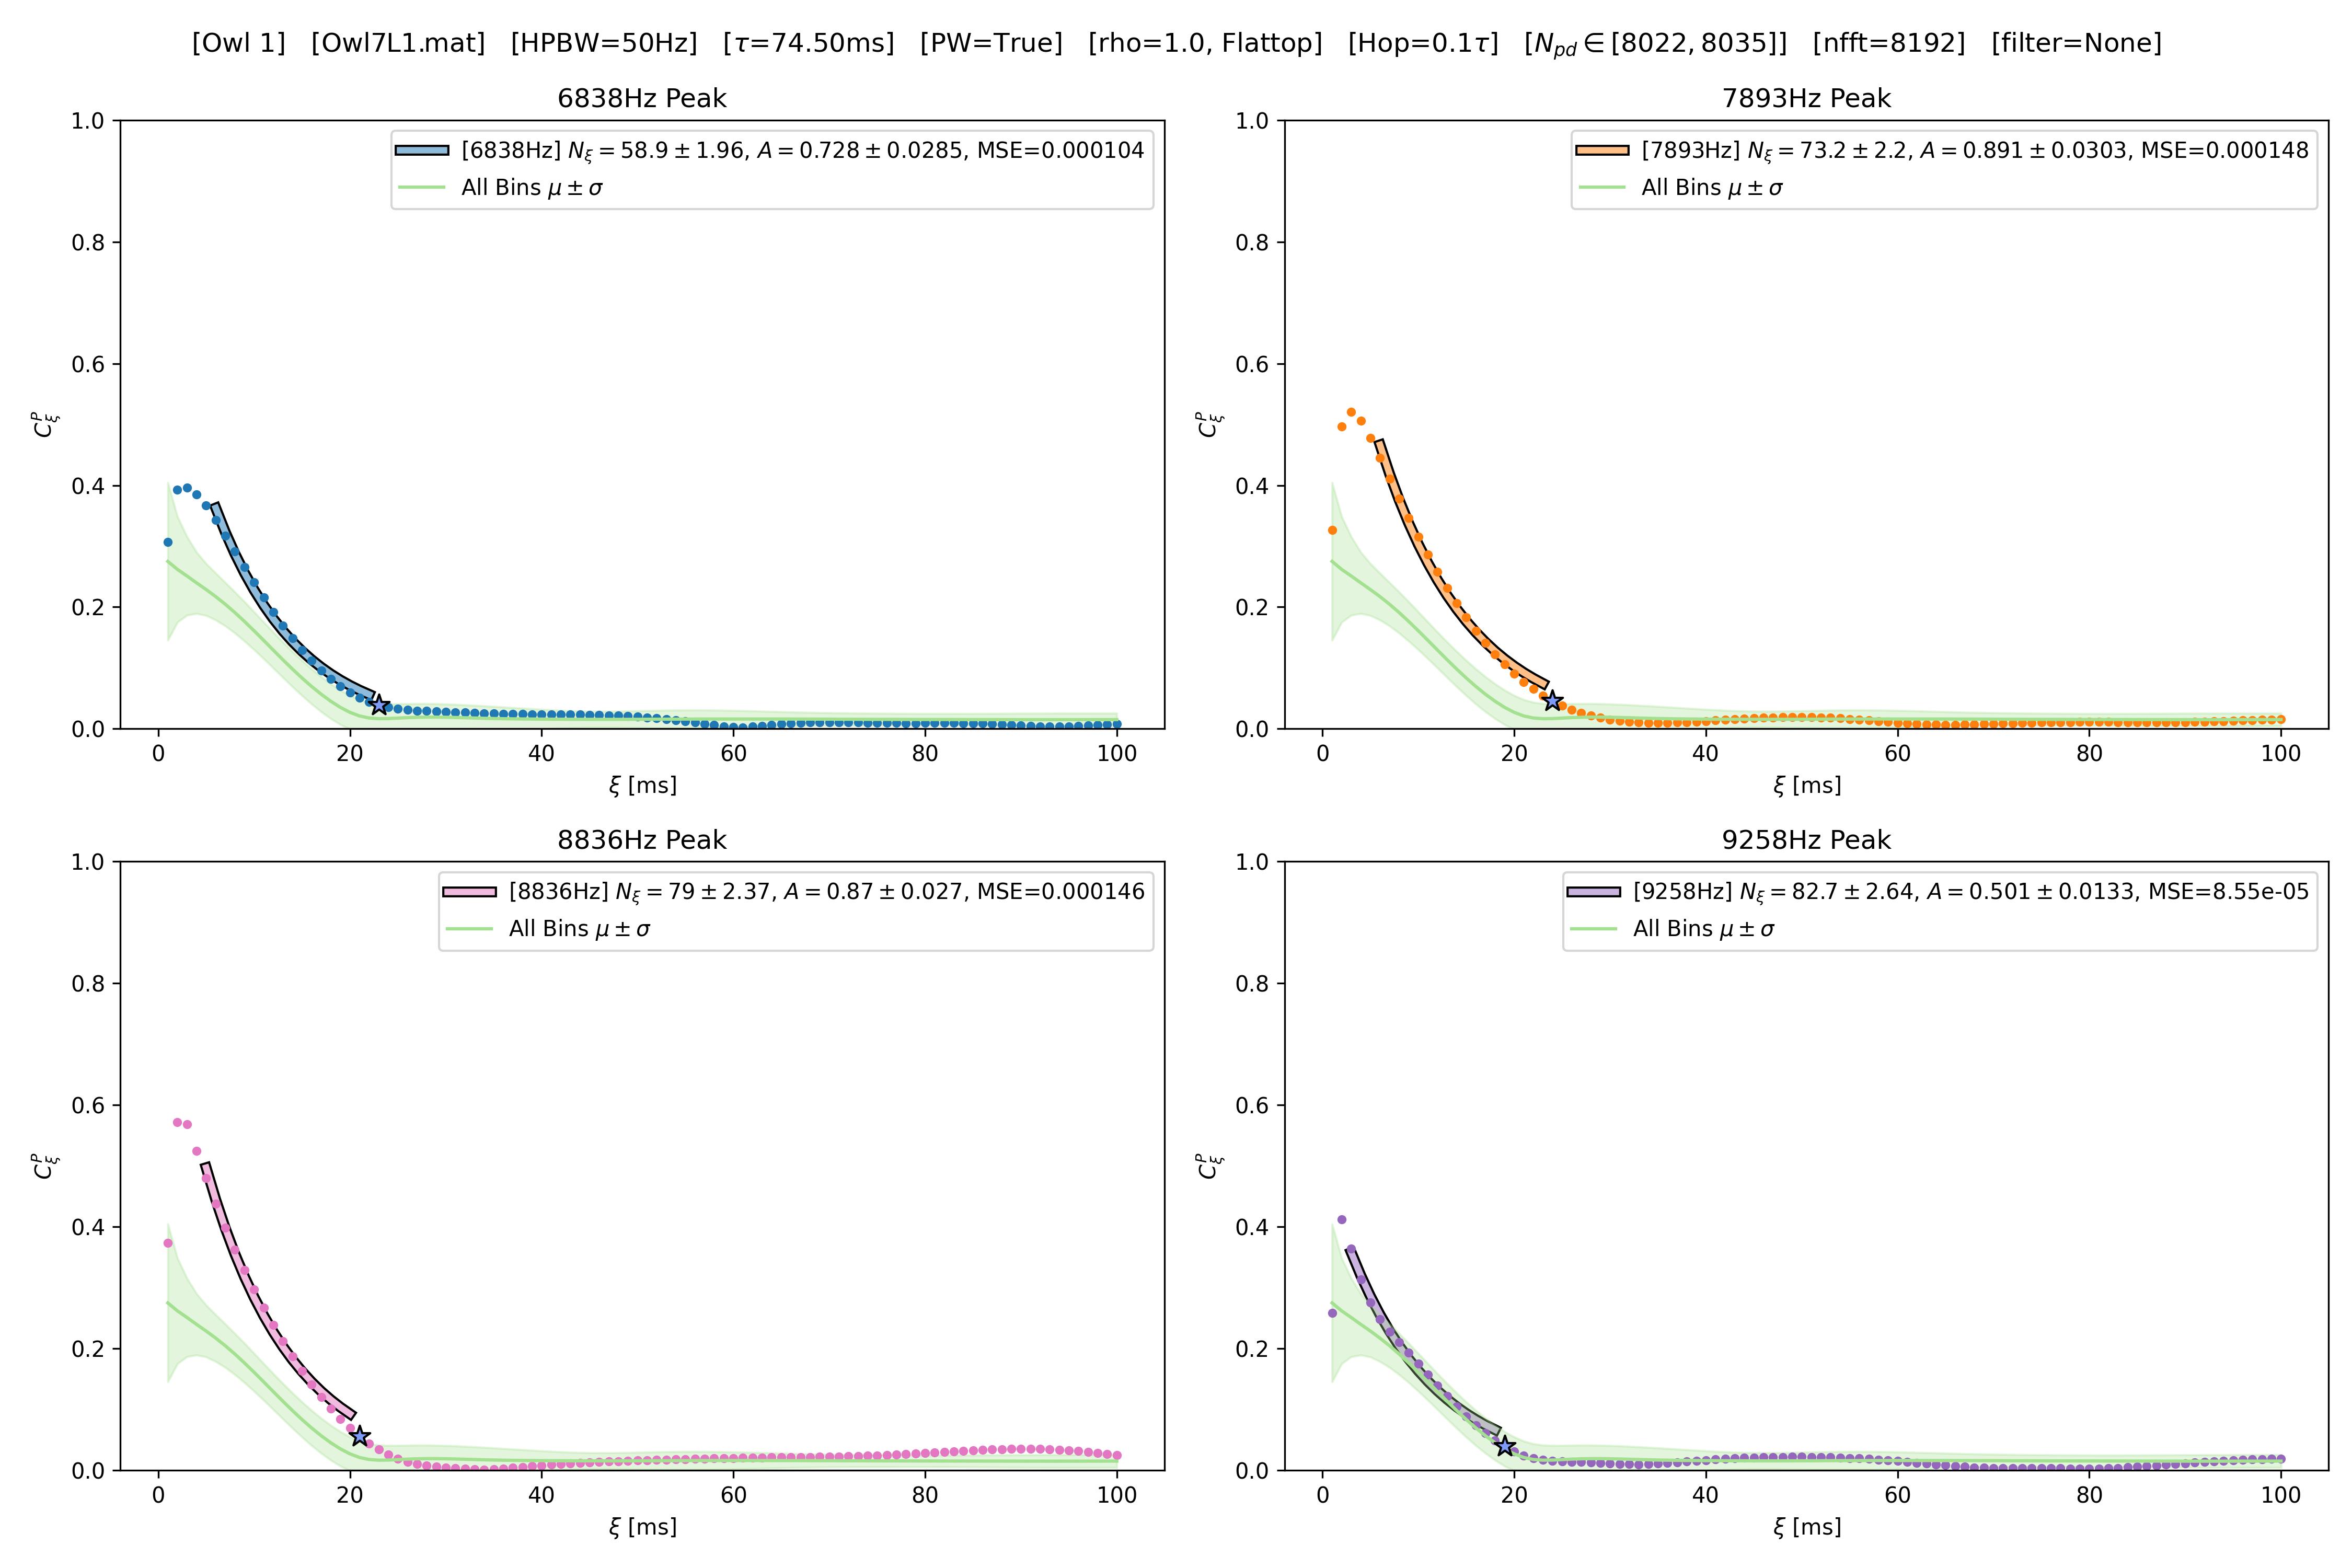 [Owl 1] [Owl7L1.mat] [HPBW=50Hz] [τ=74.50ms] [PW=True] [rho=1.0, Flattop] [Hop=0.1τ] [N_pd ∈ [8022, 8035]] [nfft=8192] [filter=None]
6838Hz Peak
[6838Hz] N_ξ = 58.9 ± 1.96, A = 0.728 ± 0.0285, MSE=0.000104
All Bins μ ± σ
1.0
0.8
0.6
0.4
0.2
0.0
C_ξ^P
0 20 40 60 80 100
ξ [ms]
7893Hz Peak
[7893Hz] N_ξ = 73.2 ± 2.2, A = 0.891 ± 0.0303, MSE=0.000148
All Bins μ ± σ
1.0
0.8
0.6
0.4
0.2
0.0
C_ξ^P
0 20 40 60 80 100
ξ [ms]
8836Hz Peak
[8836Hz] N_ξ = 79 ± 2.37, A = 0.87 ± 0.027, MSE=0.000146
All Bins μ ± σ
1.0
0.8
0.6
0.4
0.2
0.0
C_ξ^P
0 20 40 60 80 100
ξ [ms]
9258Hz Peak
[9258Hz] N_ξ = 82.7 ± 2.64, A = 0.501 ± 0.0133, MSE=8.55e-05
All Bins μ ± σ
1.0
0.8
0.6
0.4
0.2
0.0
C_ξ^P
0 20 40 60 80 100
ξ [ms]